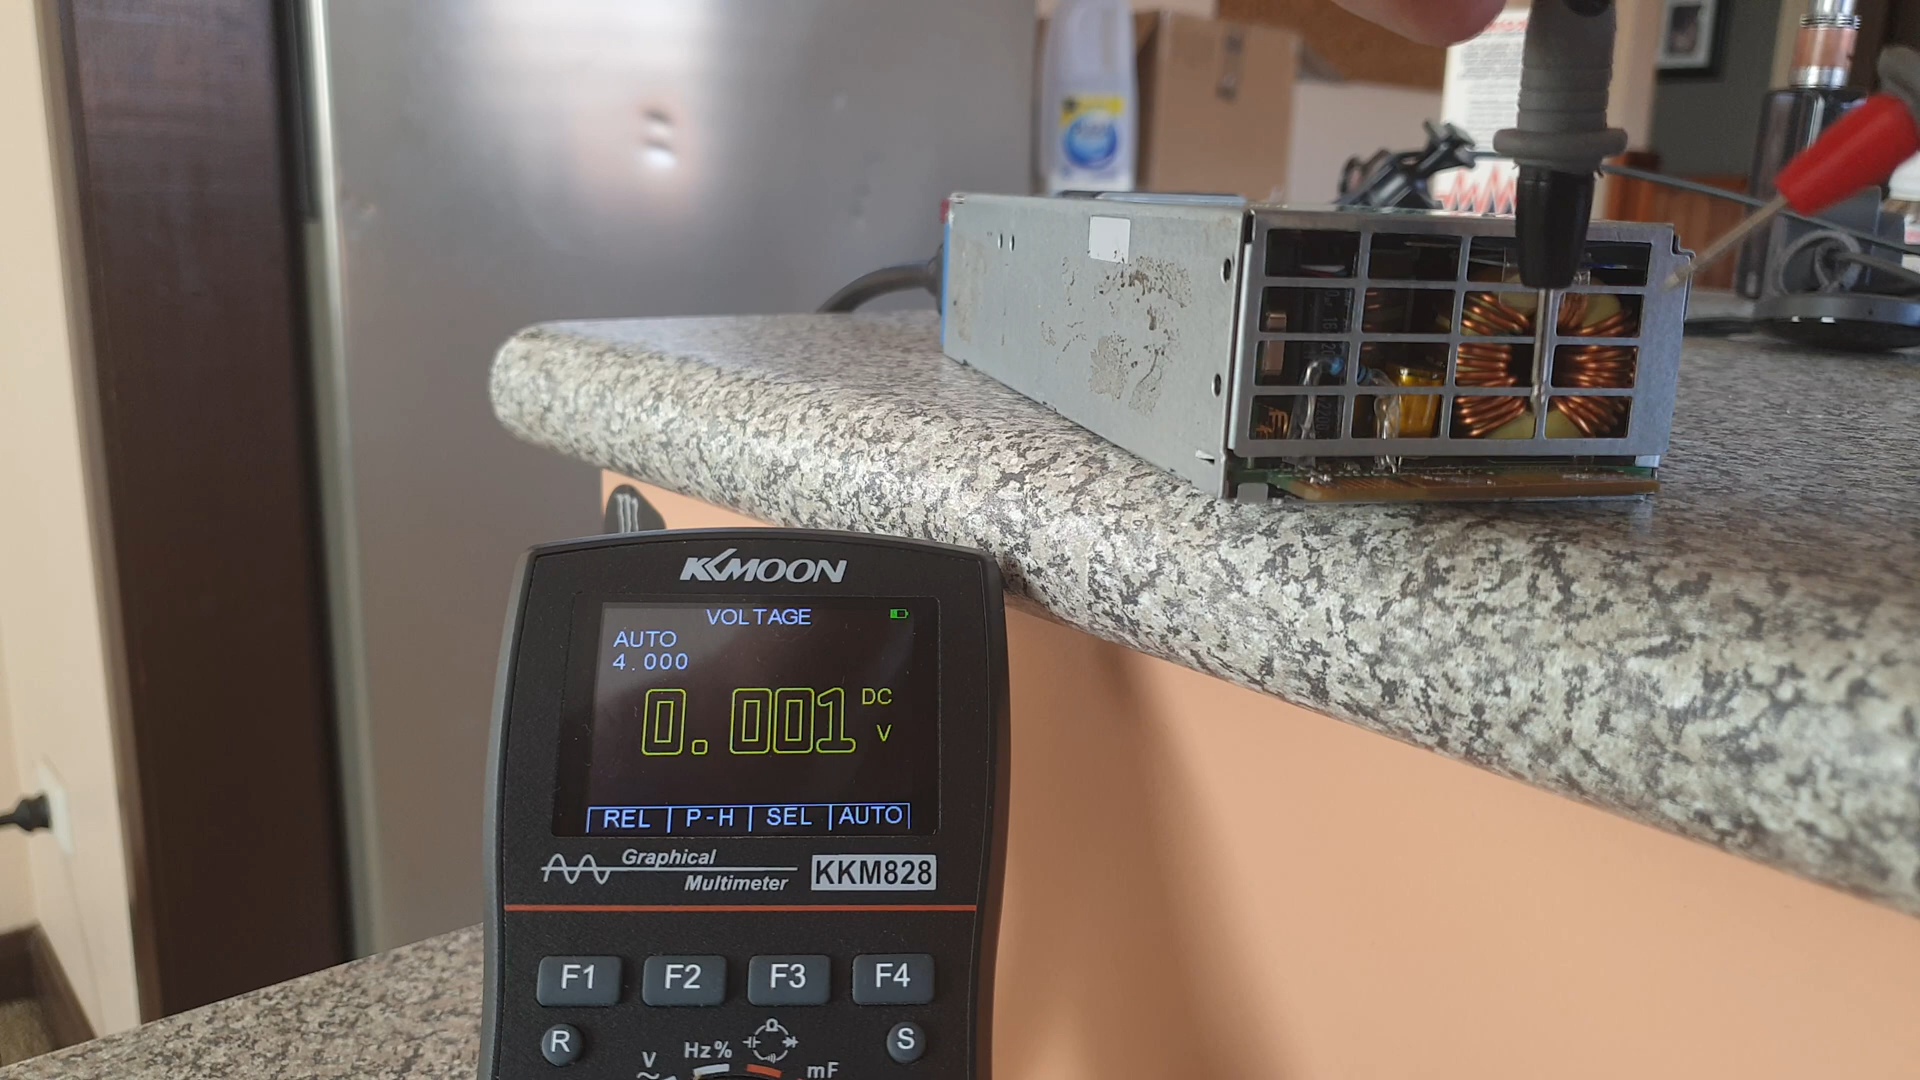 KKMOON
VOLTAGE
AUTO
4.000
0.001
DC
V
REL P-H SEL AUTO
Graphical
Multimeter
KKM828
F1 F2 F3 F4
R
S
V
Hz%
Ω
mF